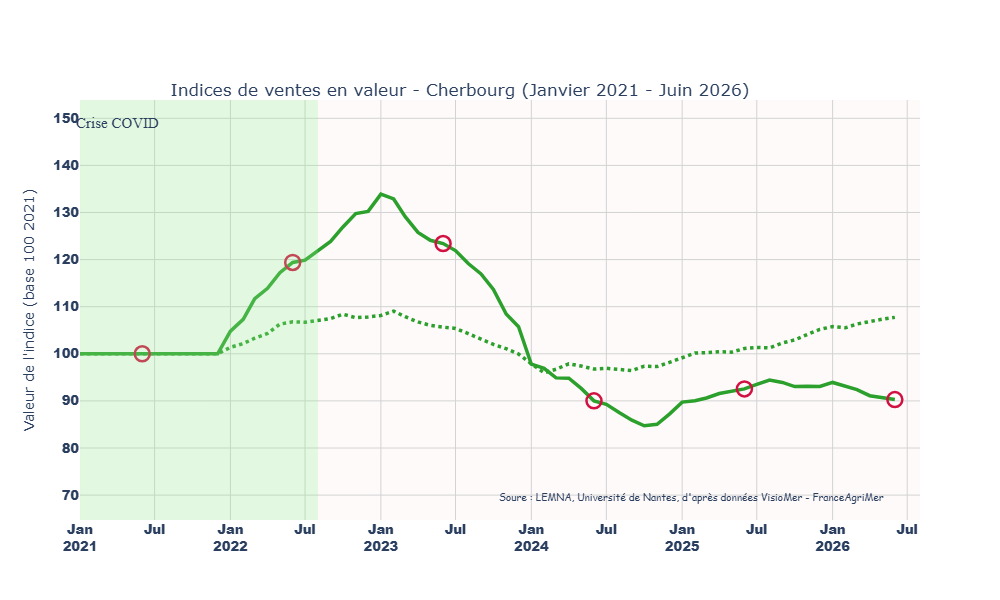 Indices de ventes en valeur - Cherbourg (Janvier 2021 - Juin 2026)
Valeur de l'indice (base 100 2021)
150
Crise COVID
140
130
120
110
100
90
80
70
Soure : LEMNA, Université de Nantes, d'après données VisioMer - FranceAgriMer
Jan Jul Jan Jul Jan Jul Jan Jul Jan Jul Jan Jul
2021 2022 2023 2024 2025 2026